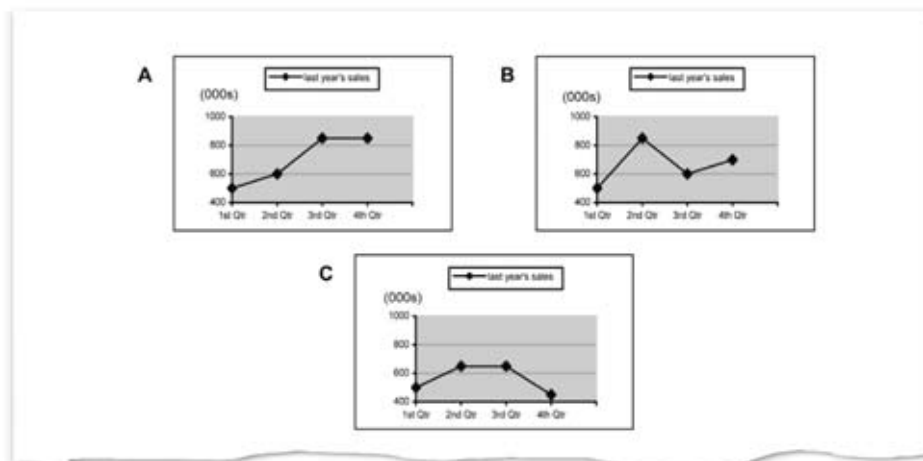 A
last year's sales
(000s)
1000
800
600
400
1st Qtr 2nd Qtr 3rd Qtr 4th Qtr
B
last year's sales
(000s)
1000
800
600
400
1st Qtr 2nd Qtr 3rd Qtr 4th Qtr
C
last year's sales
(000s)
1000
800
600
400
1st Qtr 2nd Qtr 3rd Qtr 4th Qtr